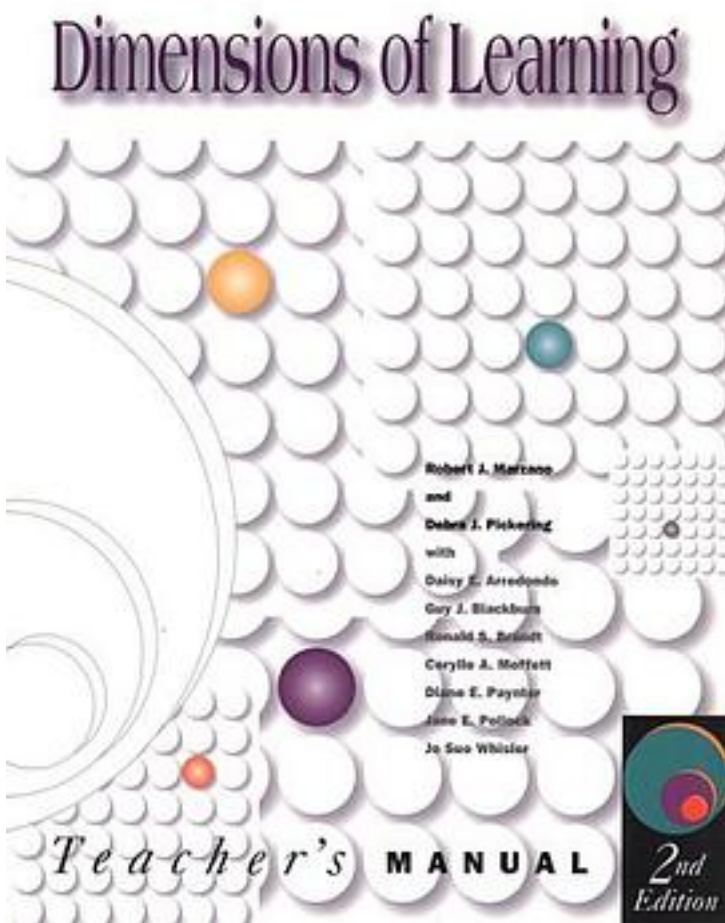 Dimensions of Learning
Robert J. Marzano
and
Debra J. Pickering
with
Daisy E. Arredondo
Guy J. Blackburn
Ronald S. Brandt
Cerylle A. Moffett
Diane E. Paynter
Jane E. Pollock
Jo Sue Whisler
Teacher's MANUAL
2nd
Edition